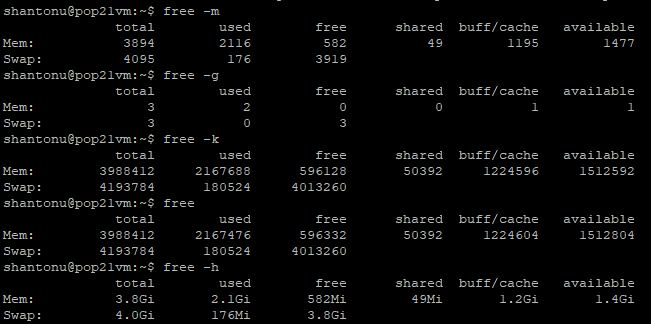 shantonu@pop21vm:~$ free -m
total used free shared buff/cache available
Mem: 3894 2116 582 49 1195 1477
Swap: 4095 176 3919
shantonu@pop21vm:~$ free -g
total used free shared buff/cache available
Mem: 3 2 0 0 1 1
Swap: 3 0 3
shantonu@pop21vm:~$ free -k
total used free shared buff/cache available
Mem: 3988412 2167688 596128 50392 1224596 1512592
Swap: 4193784 180524 4013260
shantonu@pop21vm:~$ free
total used free shared buff/cache available
Mem: 3988412 2167476 596332 50392 1224604 1512804
Swap: 4193784 180524 4013260
shantonu@pop21vm:~$ free -h
total used free shared buff/cache available
Mem: 3.8Gi 2.1Gi 582Mi 49Mi 1.2Gi 1.4Gi
Swap: 4.0Gi 176Mi 3.8Gi